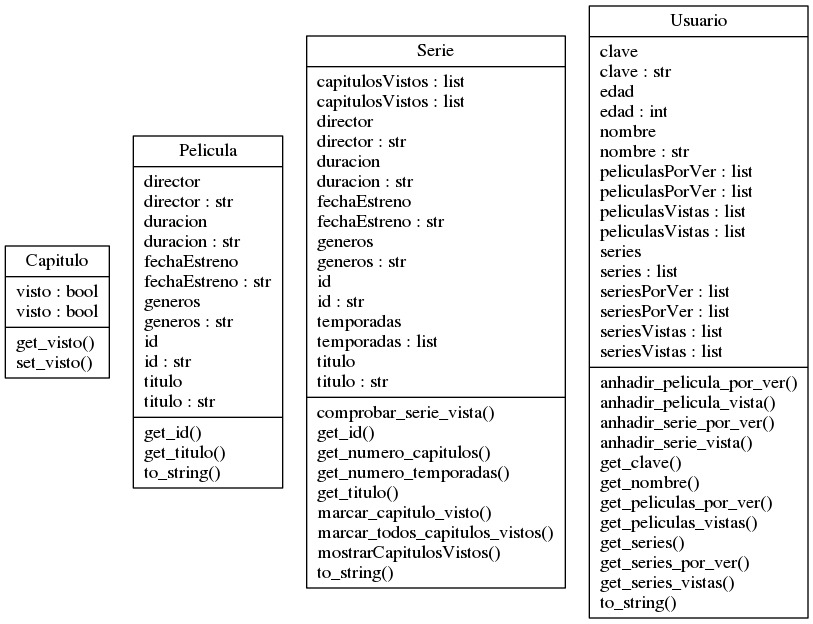 Capitulo
visto : bool
visto : bool
get_visto()
set_visto()
Pelicula
director
director : str
duracion
duracion : str
fechaEstreno
fechaEstreno : str
generos
generos : str
id
id : str
titulo
titulo : str
get_id()
get_titulo()
to_string()
Serie
capitulosVistos : list
capitulosVistos : list
director
director : str
duracion
duracion : str
fechaEstreno
fechaEstreno : str
generos
generos : str
id
id : str
temporadas
temporadas : list
titulo
titulo : str
comprobar_serie_vista()
get_id()
get_numero_capitulos()
get_numero_temporadas()
get_titulo()
marcar_capitulo_visto()
marcar_todos_capitulos_vistos()
mostrarCapitulosVistos()
to_string()
Usuario
clave
clave : str
edad
edad : int
nombre
nombre : str
peliculasPorVer : list
peliculasPorVer : list
peliculasVistas : list
peliculasVistas : list
series
series : list
seriesPorVer : list
seriesPorVer : list
seriesVistas : list
seriesVistas : list
anhadir_pelicula_por_ver()
anhadir_pelicula_vista()
anhadir_serie_por_ver()
anhadir_serie_vista()
get_clave()
get_nombre()
get_peliculas_por_ver()
get_peliculas_vistas()
get_series()
get_series_por_ver()
get_series_vistas()
to_string()